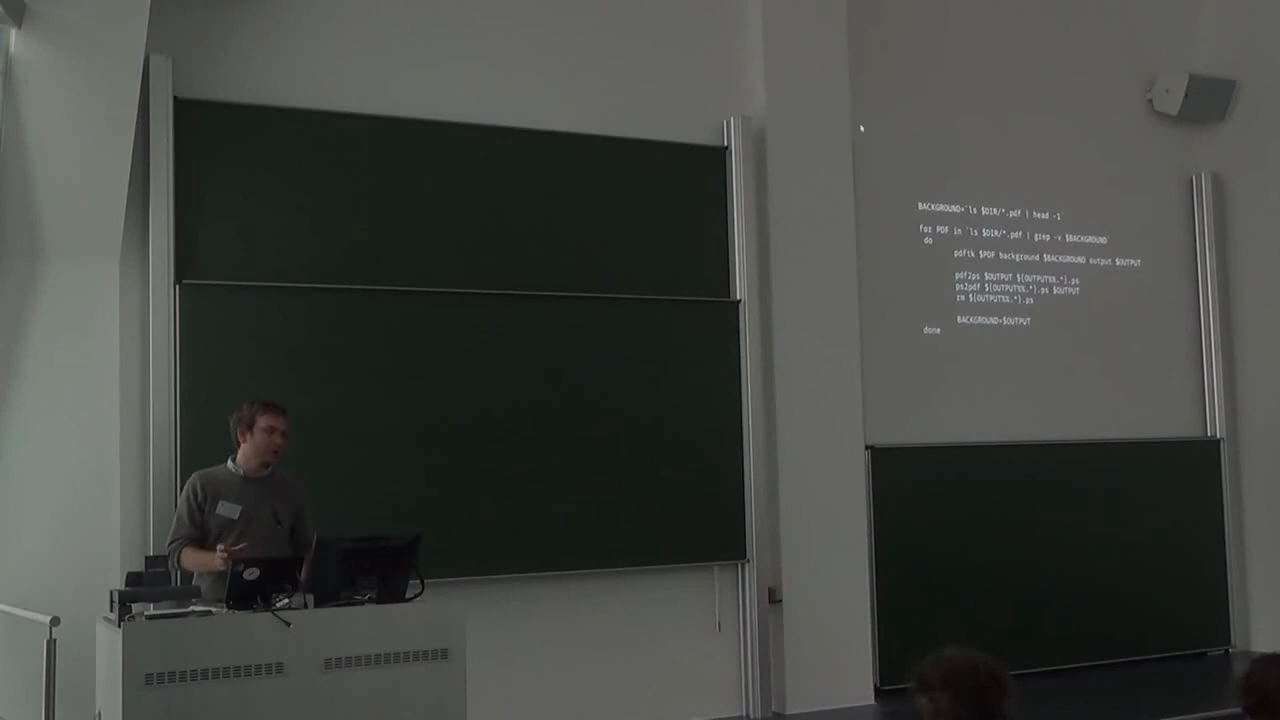 BACKGROUND=`ls $DIR/*.pdf | head -1`
for PDF in `ls $DIR/*.pdf | grep -v $BACKGROUND`
do
pdftk $PDF background $BACKGROUND output $OUTPUT
pdf2ps $OUTPUT ${OUTPUT%%.*}.ps
ps2pdf ${OUTPUT%%.*}.ps $OUTPUT
rm ${OUTPUT%%.*}.ps
BACKGROUND=$OUTPUT
done